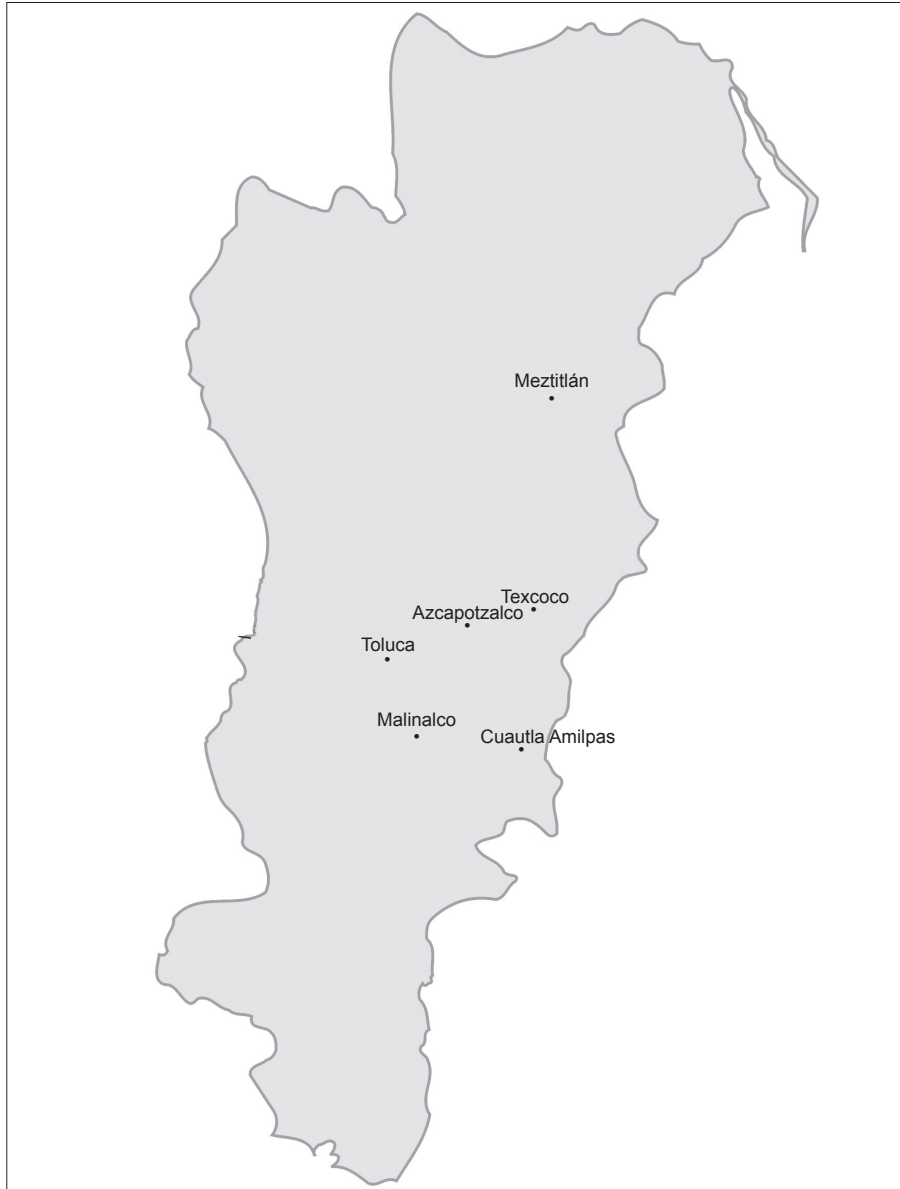 Meztitlán
Texcoco
Azcapotzalco
Toluca
Malinalco
Cuautla Amilpas